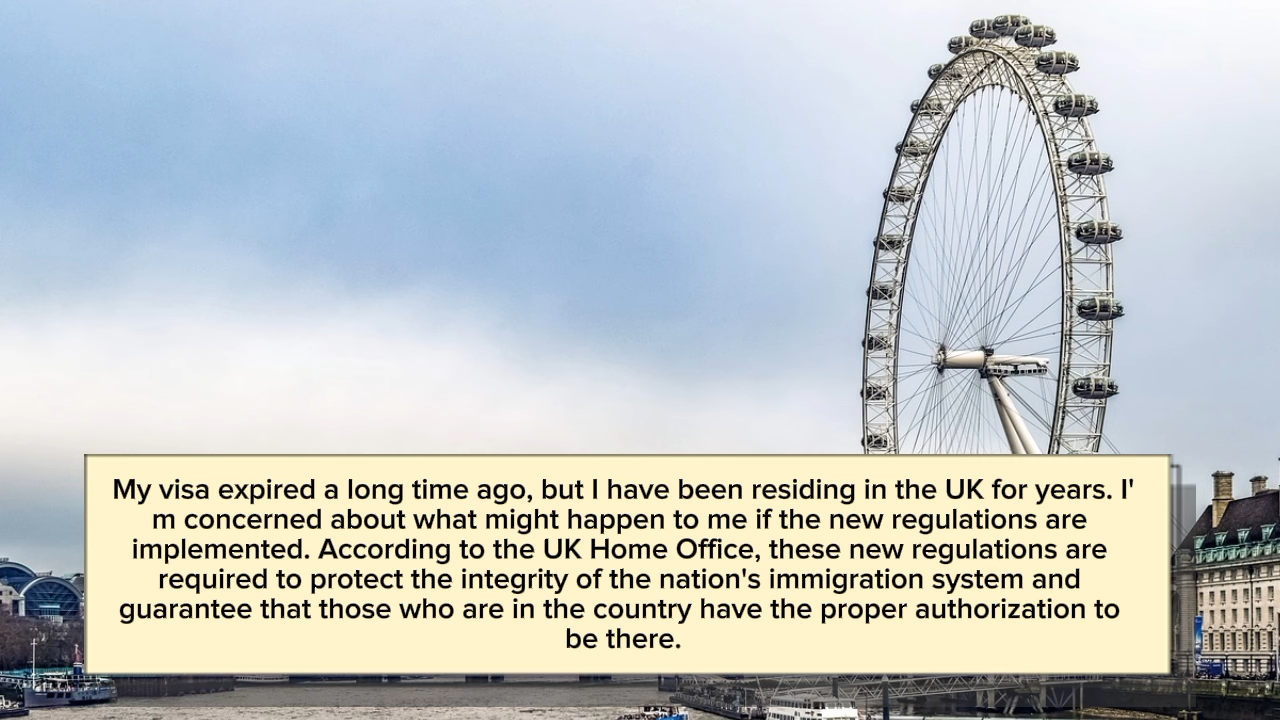 My visa expired a long time ago, but I have been residing in the UK for years. I'
m concerned about what might happen to me if the new regulations are
implemented. According to the UK Home Office, these new regulations are
required to protect the integrity of the nation's immigration system and
guarantee that those who are in the country have the proper authorization to
be there.